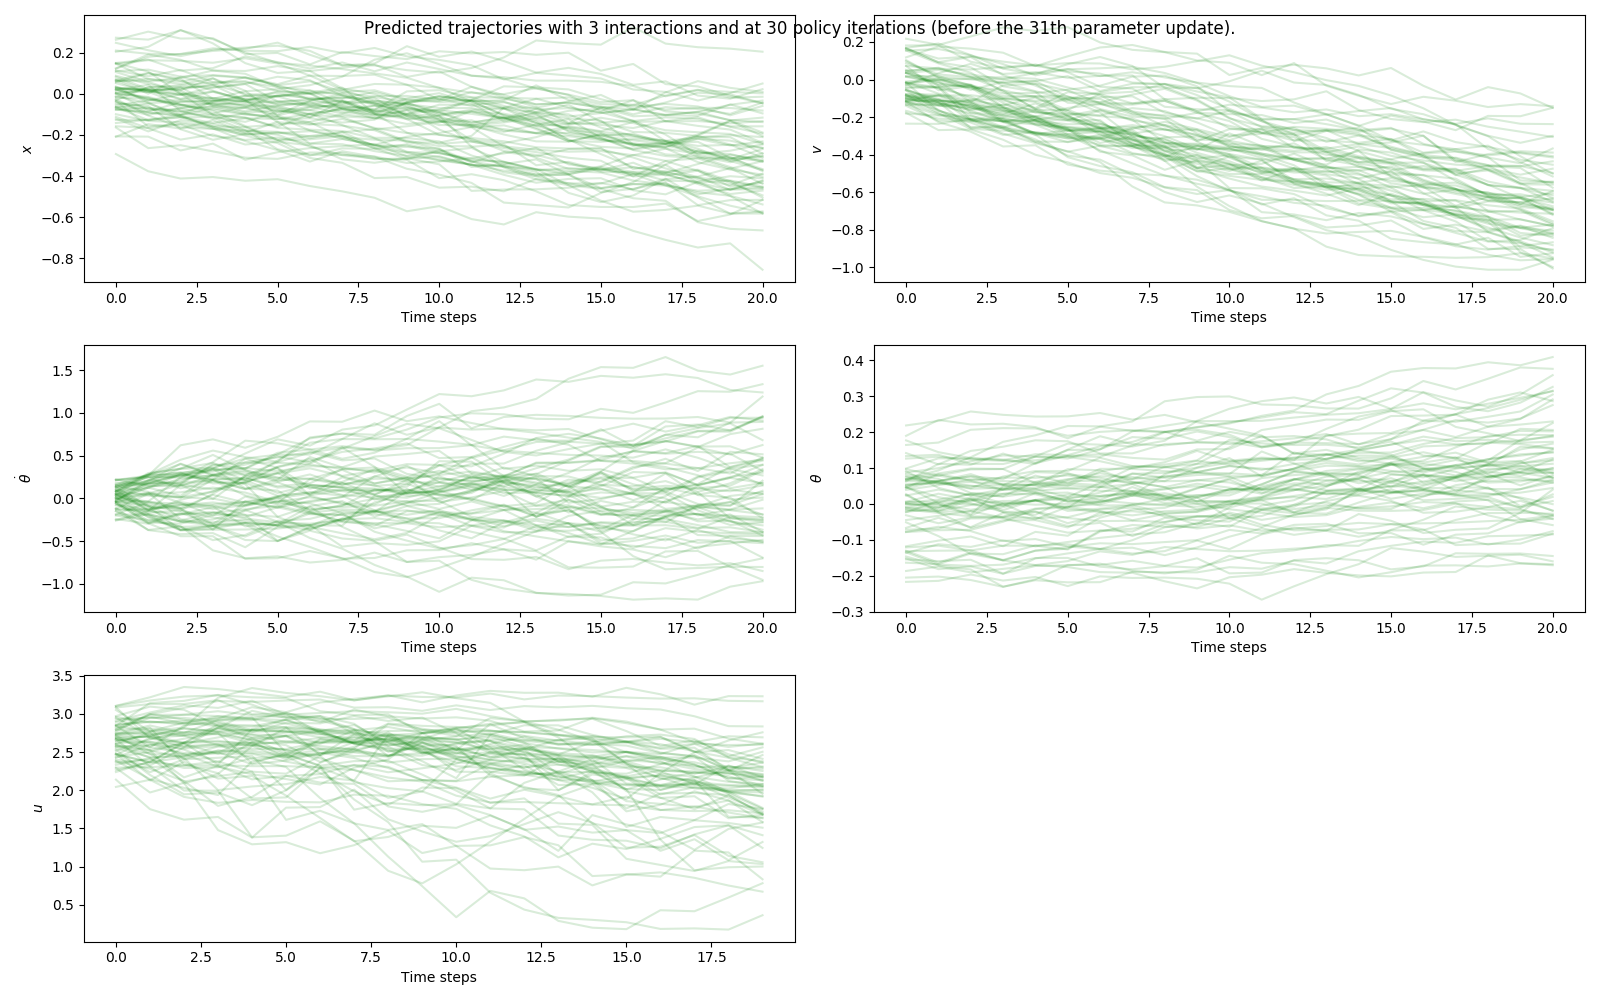 Predicted trajectories with 3 interactions and at 30 policy iterations (before the 31th parameter update).
0.2
0.0
−0.2
−0.4
−0.6
−0.8
x
0.0 2.5 5.0 7.5 10.0 12.5 15.0 17.5 20.0
Time steps
0.2
0.0
−0.2
−0.4
−0.6
−0.8
−1.0
v
0.0 2.5 5.0 7.5 10.0 12.5 15.0 17.5 20.0
Time steps
1.5
1.0
0.5
0.0
−0.5
−1.0
θ̇
0.0 2.5 5.0 7.5 10.0 12.5 15.0 17.5 20.0
Time steps
0.4
0.3
0.2
0.1
0.0
−0.1
−0.2
−0.3
θ
0.0 2.5 5.0 7.5 10.0 12.5 15.0 17.5 20.0
Time steps
3.5
3.0
2.5
2.0
1.5
1.0
0.5
u
0.0 2.5 5.0 7.5 10.0 12.5 15.0 17.5
Time steps